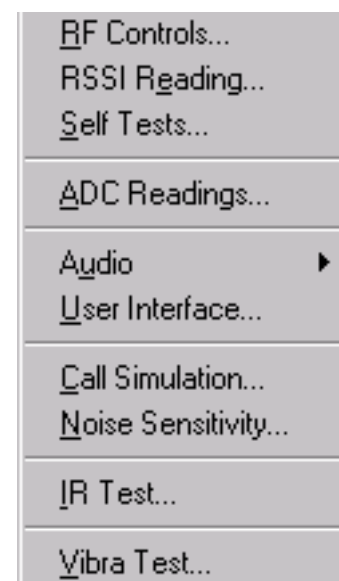 RF Controls...
RSSI Reading...
Self Tests...
ADC Readings...
Audio
User Interface...
Call Simulation...
Noise Sensitivity...
IR Test...
Vibra Test...